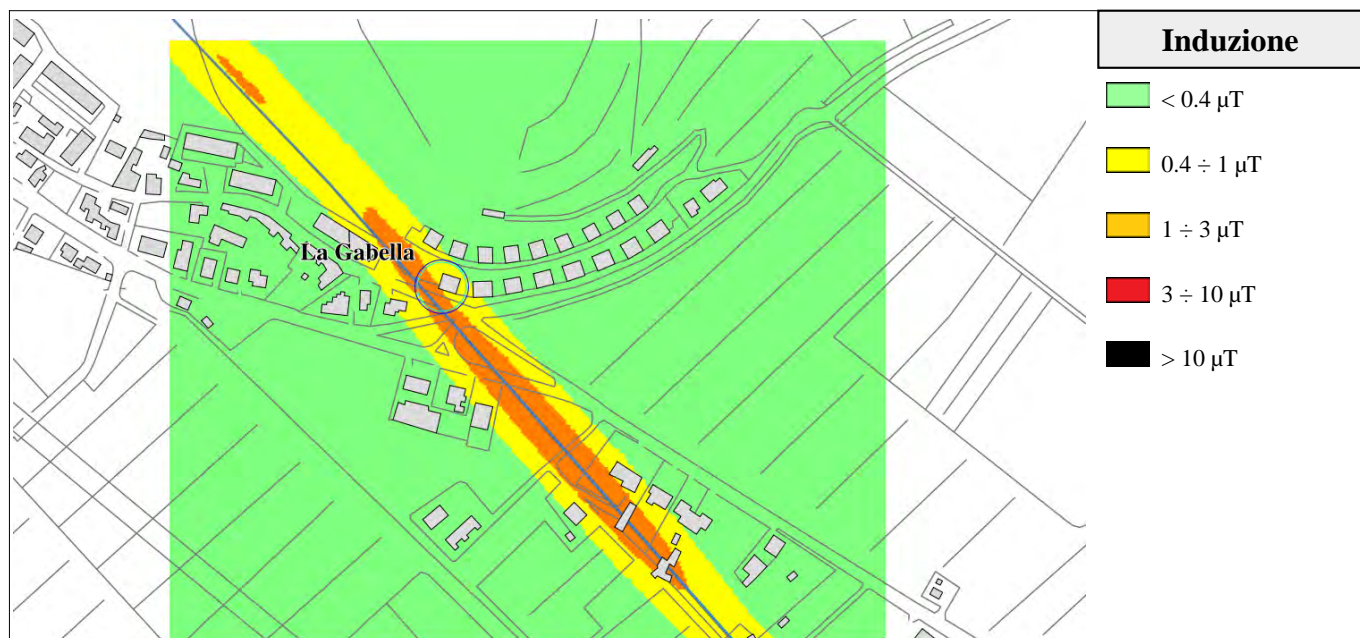 La Gabella
Induzione
< 0.4 μT
0.4 ÷ 1 μT
1 ÷ 3 μT
3 ÷ 10 μT
> 10 μT